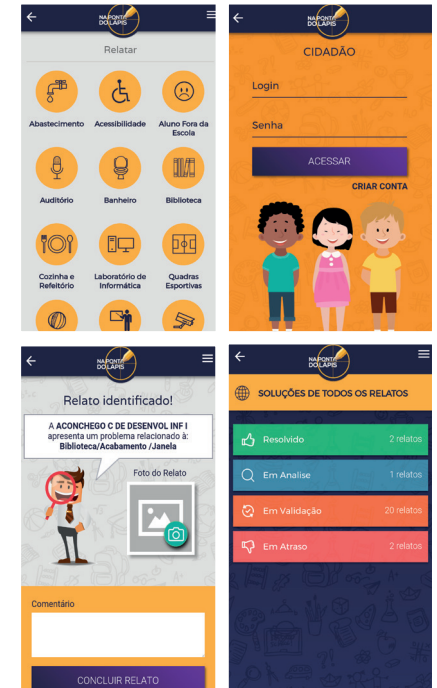 NA PONTA
DO LÁPIS
Relatar
Abastecimento
Acessibilidade
Aluno Fora da
Escola
Auditório
Banheiro
Biblioteca
Cozinha e
Refeitório
Laboratório de
Informática
Quadras
Esportivas
NA PONTA
DO LÁPIS
CIDADÃO
Login
Senha
ACESSAR
CRIAR CONTA
NA PONTA
DO LÁPIS
Relato identificado!
A ACONCHEGO C DE DESENVOL INF I
apresenta um problema relacionado à:
Biblioteca/Acabamento /Janela
Foto do Relato
Comentário
CONCLUIR RELATO
NA PONTA
DO LÁPIS
SOLUÇÕES DE TODOS OS RELATOS
Resolvido 2 relatos
Em Analise 1 relatos
Em Validação 20 relatos
Em Atraso 2 relatos